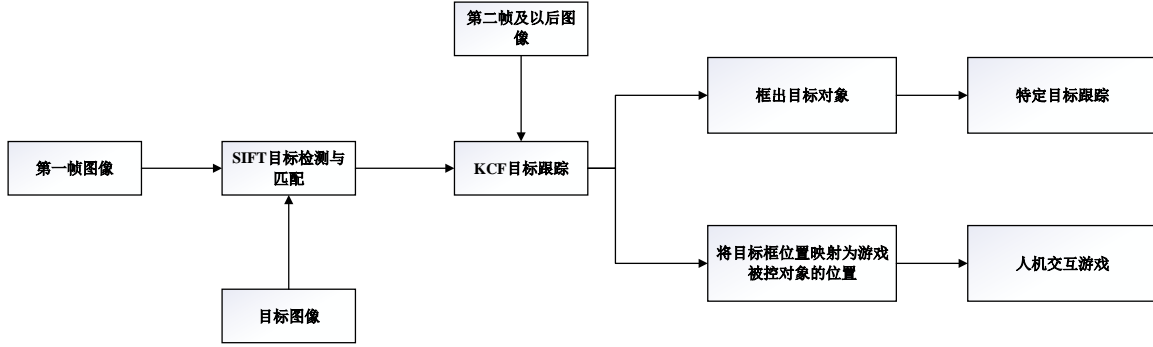 第二帧及以后图
像
框出目标对象
特定目标跟踪
第一帧图像
SIFT目标检测与
匹配
KCF目标跟踪
将目标框位置映射为游戏
被控对象的位置
人机交互游戏
目标图像